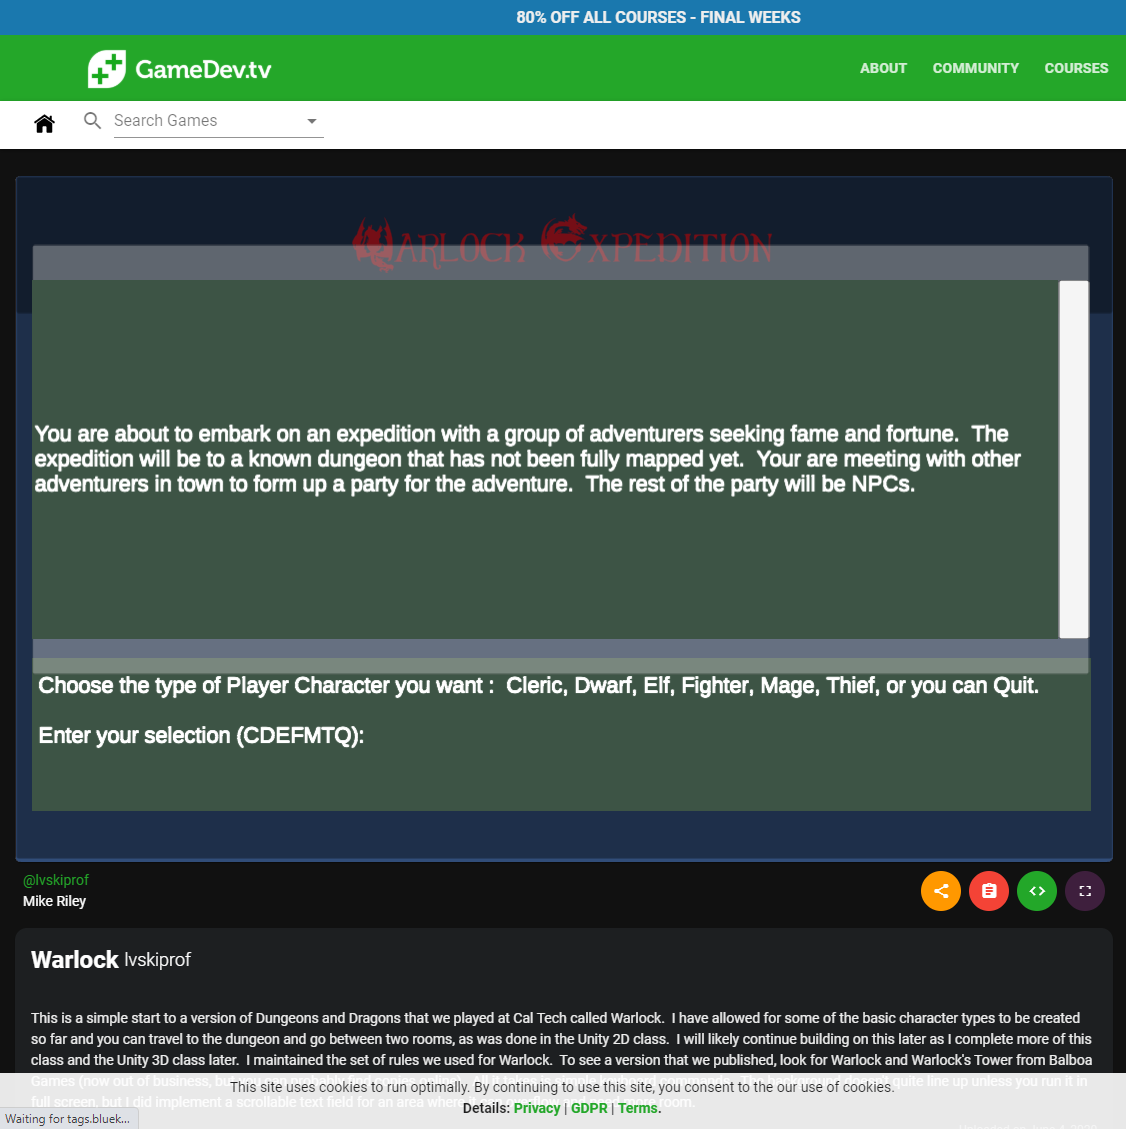 80% OFF ALL COURSES - FINAL WEEKS
GameDev.tv
ABOUT COMMUNITY COURSES
Search Games
Warlock Expedition
You are about to embark on an expedition with a group of adventurers seeking fame and fortune.  The
expedition will be to a known dungeon that has not been fully mapped yet.  Your are meeting with other
adventurers in town to form up a party for the adventure.  The rest of the party will be NPCs.
Choose the type of Player Character you want :  Cleric, Dwarf, Elf, Fighter, Mage, Thief, or you can Quit.
Enter your selection (CDEFMTQ):
@lvskiprof
Mike Riley
Warlock lvskiprof
This is a simple start to a version of Dungeons and Dragons that we played at Cal Tech called Warlock.  I have allowed for some of the basic character types to be created
so far and you can travel to the dungeon and go between two rooms, as was done in the Unity 2D class.  I will likely continue building on this later as I complete more of this
class and the Unity 3D class later.  I maintained the set of rules we used for Warlock.  To see a version that we published, look for Warlock and Warlock's Tower from Balboa
Games (now out of business, but quite line up unless you run it in
full screen, but I did implement a scrollable text field for an area where it room.
This site uses cookies to run optimally. By continuing to use this site, you consent to the our use of cookies.
Details: Privacy | GDPR | Terms.
Waiting for tags.bluek...